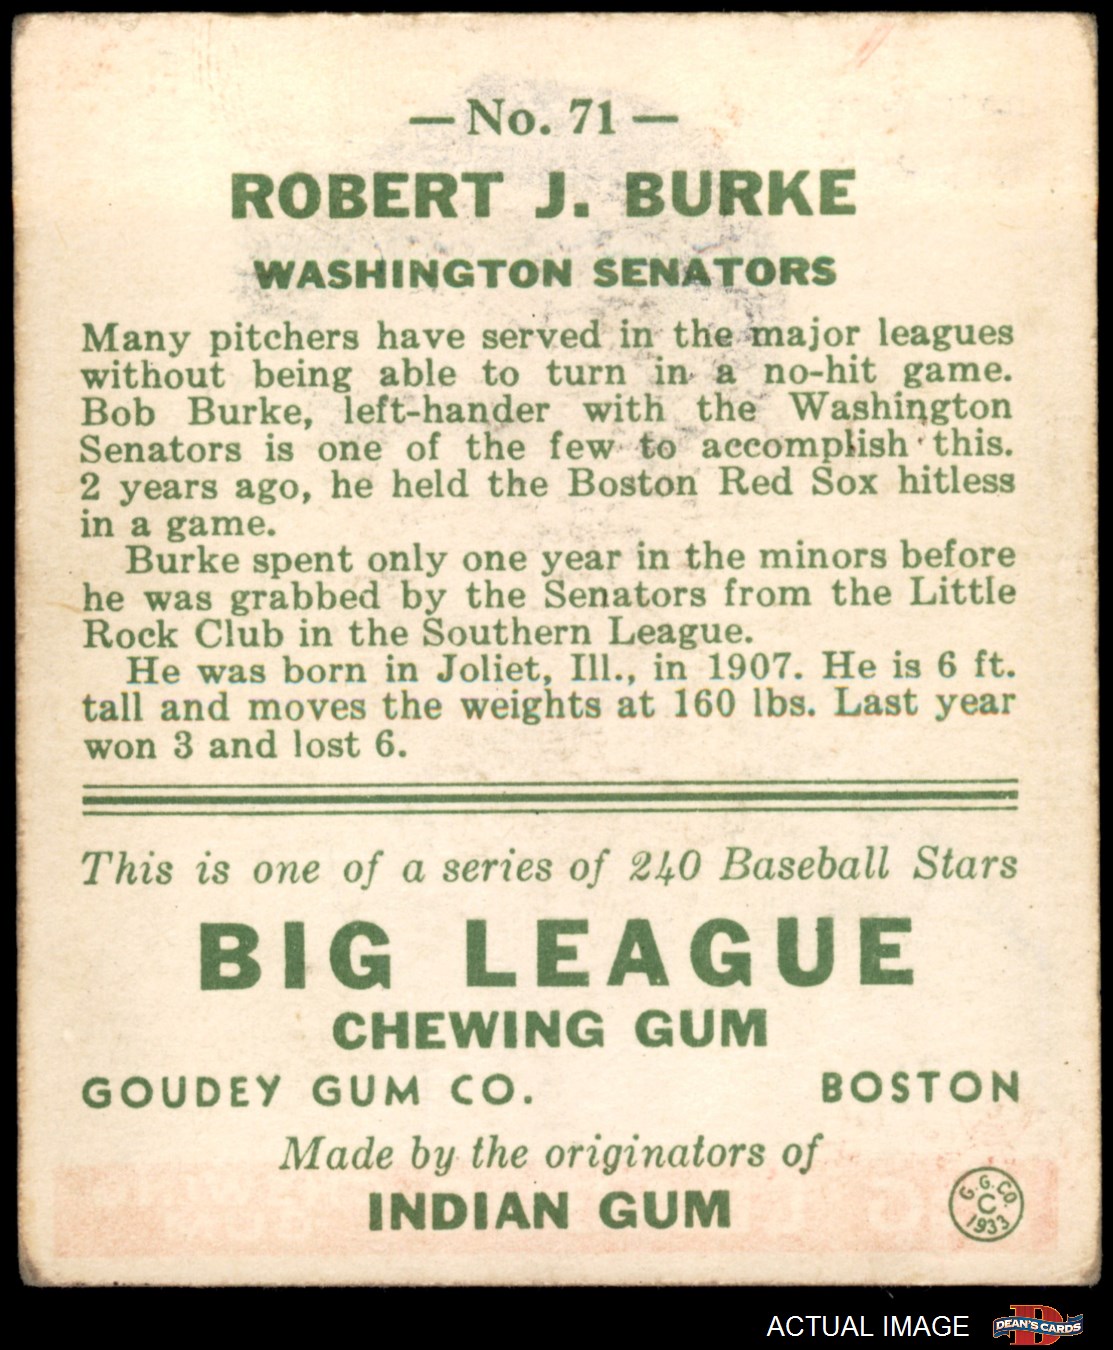 — No. 71 —
ROBERT J. BURKE
WASHINGTON SENATORS
Many pitchers have served in the major leagues
without being able to turn in a no-hit game.
Bob Burke, left-hander with the Washington
Senators is one of the few to accomplish this.
2 years ago, he held the Boston Red Sox hitless
in a game.
Burke spent only one year in the minors before
he was grabbed by the Senators from the Little
Rock Club in the Southern League.
He was born in Joliet, Ill., in 1907. He is 6 ft.
tall and moves the weights at 160 lbs. Last year
won 3 and lost 6.
This is one of a series of 240 Baseball Stars
BIG LEAGUE
CHEWING GUM
GOUDEY GUM CO. BOSTON
Made by the originators of
INDIAN GUM
G.G.CO.
C
1933
ACTUAL IMAGE
D
DEAN'S CARDS